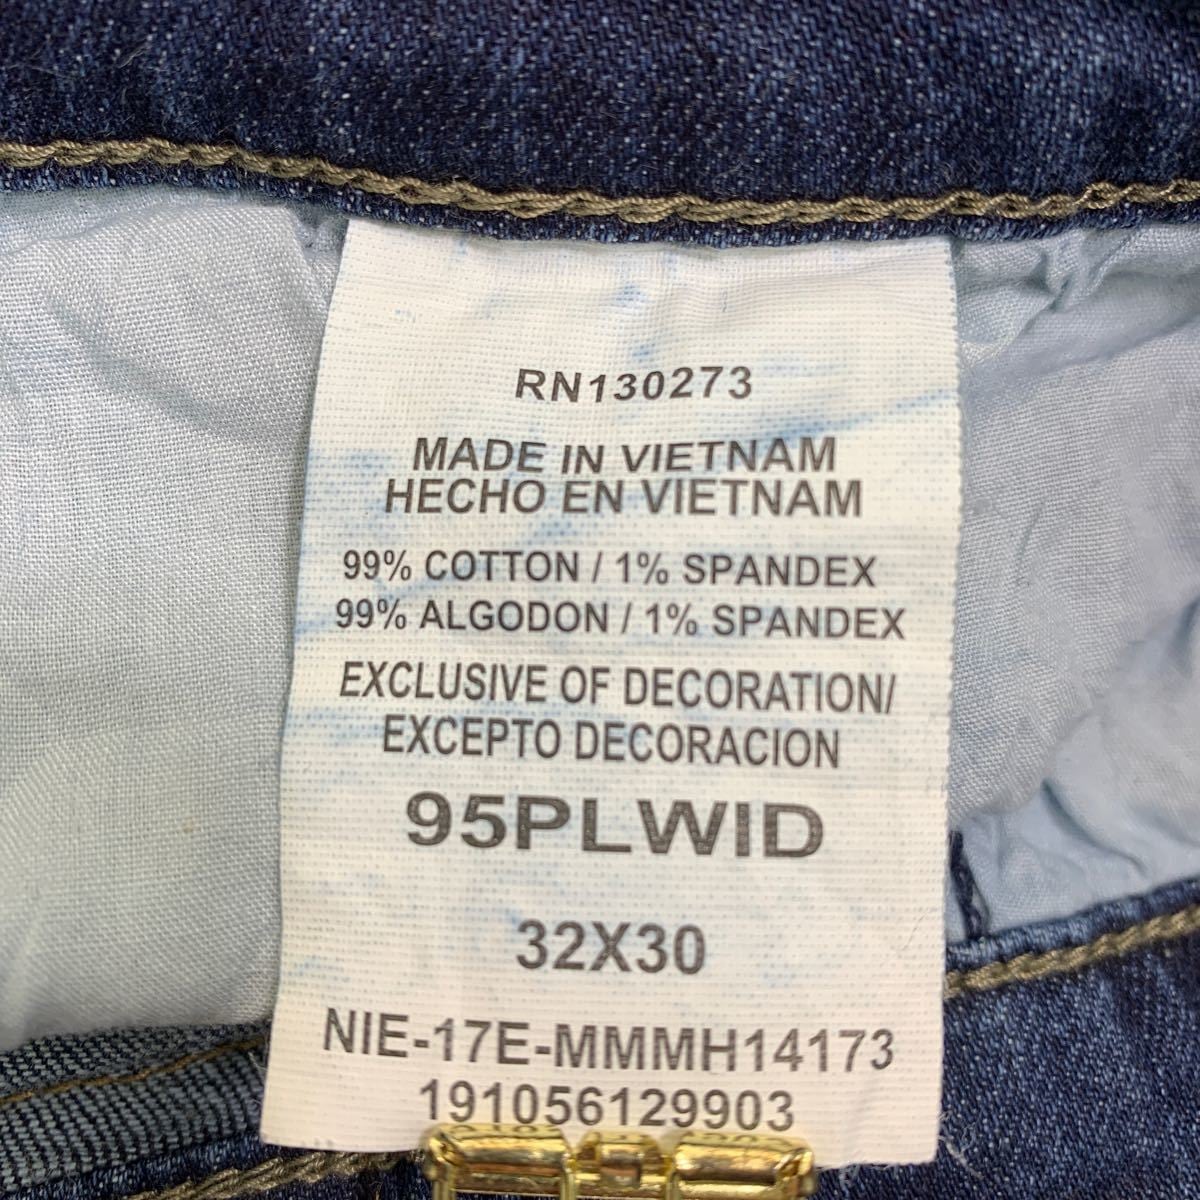 RN130273
MADE IN VIETNAM
HECHO EN VIETNAM
99% COTTON / 1% SPANDEX
99% ALGODON / 1% SPANDEX
EXCLUSIVE OF DECORATION/
EXCEPTO DECORACION
95PLWID
32X30
NIE-17E-MMMH14173
191056129903